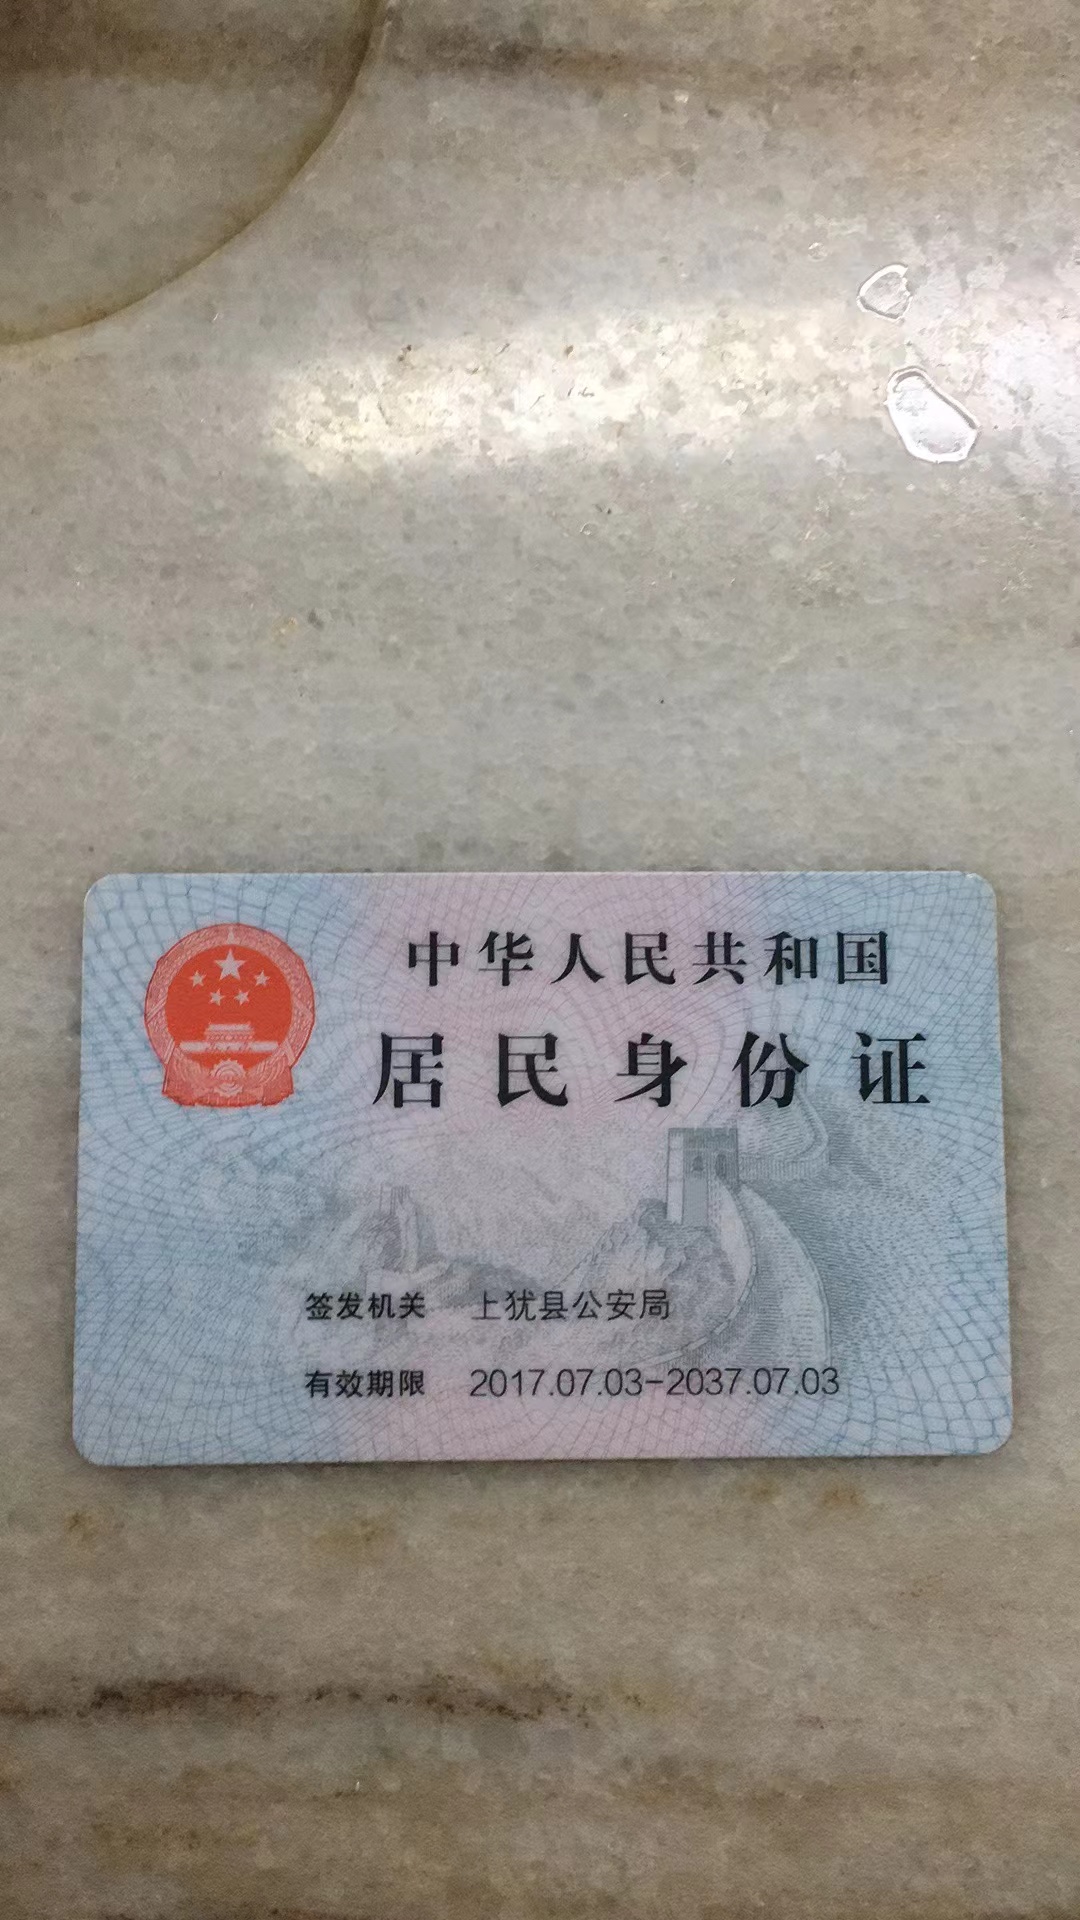 中华人民共和国
居民身份证
签发机关 上犹县公安局
有效期限 2017.07.03-2037.07.03